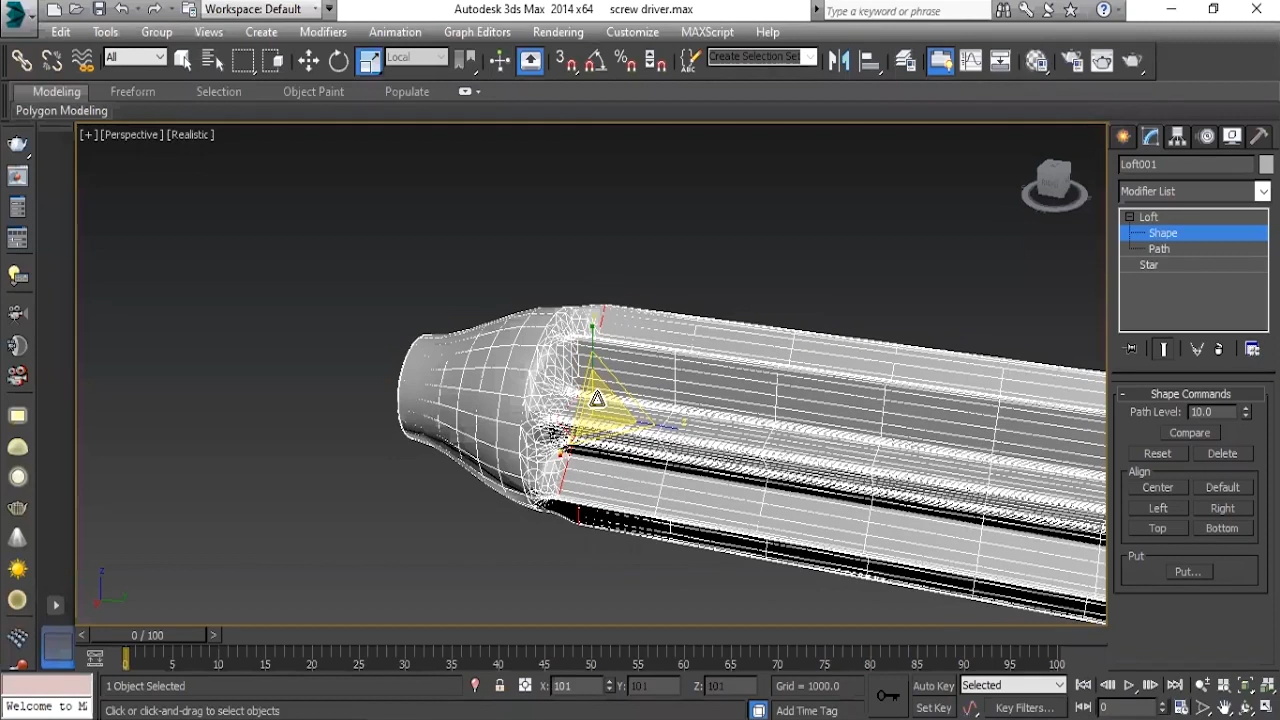 Workspace: Default
Autodesk 3ds Max 2014 x64 screw driver.max
Type a keyword or phrase
Edit Tools Group Views Create Modifiers Animation Graph Editors Rendering Customize MAXScript Help
All Local Create Selection Se
Modeling Freeform Selection Object Paint Populate
Polygon Modeling
[+][Perspective][Realistic]
Loft001
Modifier List
Loft
Shape
Path
Star
Shape Commands
Path Level: 10.0
Compare
Reset Delete
Align
Center Default
Left Right
Top Bottom
Put
Put...
0 / 100
0 5 10 15 20 25 30 35 40 45 50 55 60 65 70 75 80 85 90 95 100
1 Object Selected X: 101 Y: 101 Z: 101 Grid = 1000.0 Auto Key Selected
Welcome to M Click or click-and-drag to select objects Add Time Tag Set Key Key Filters... 0